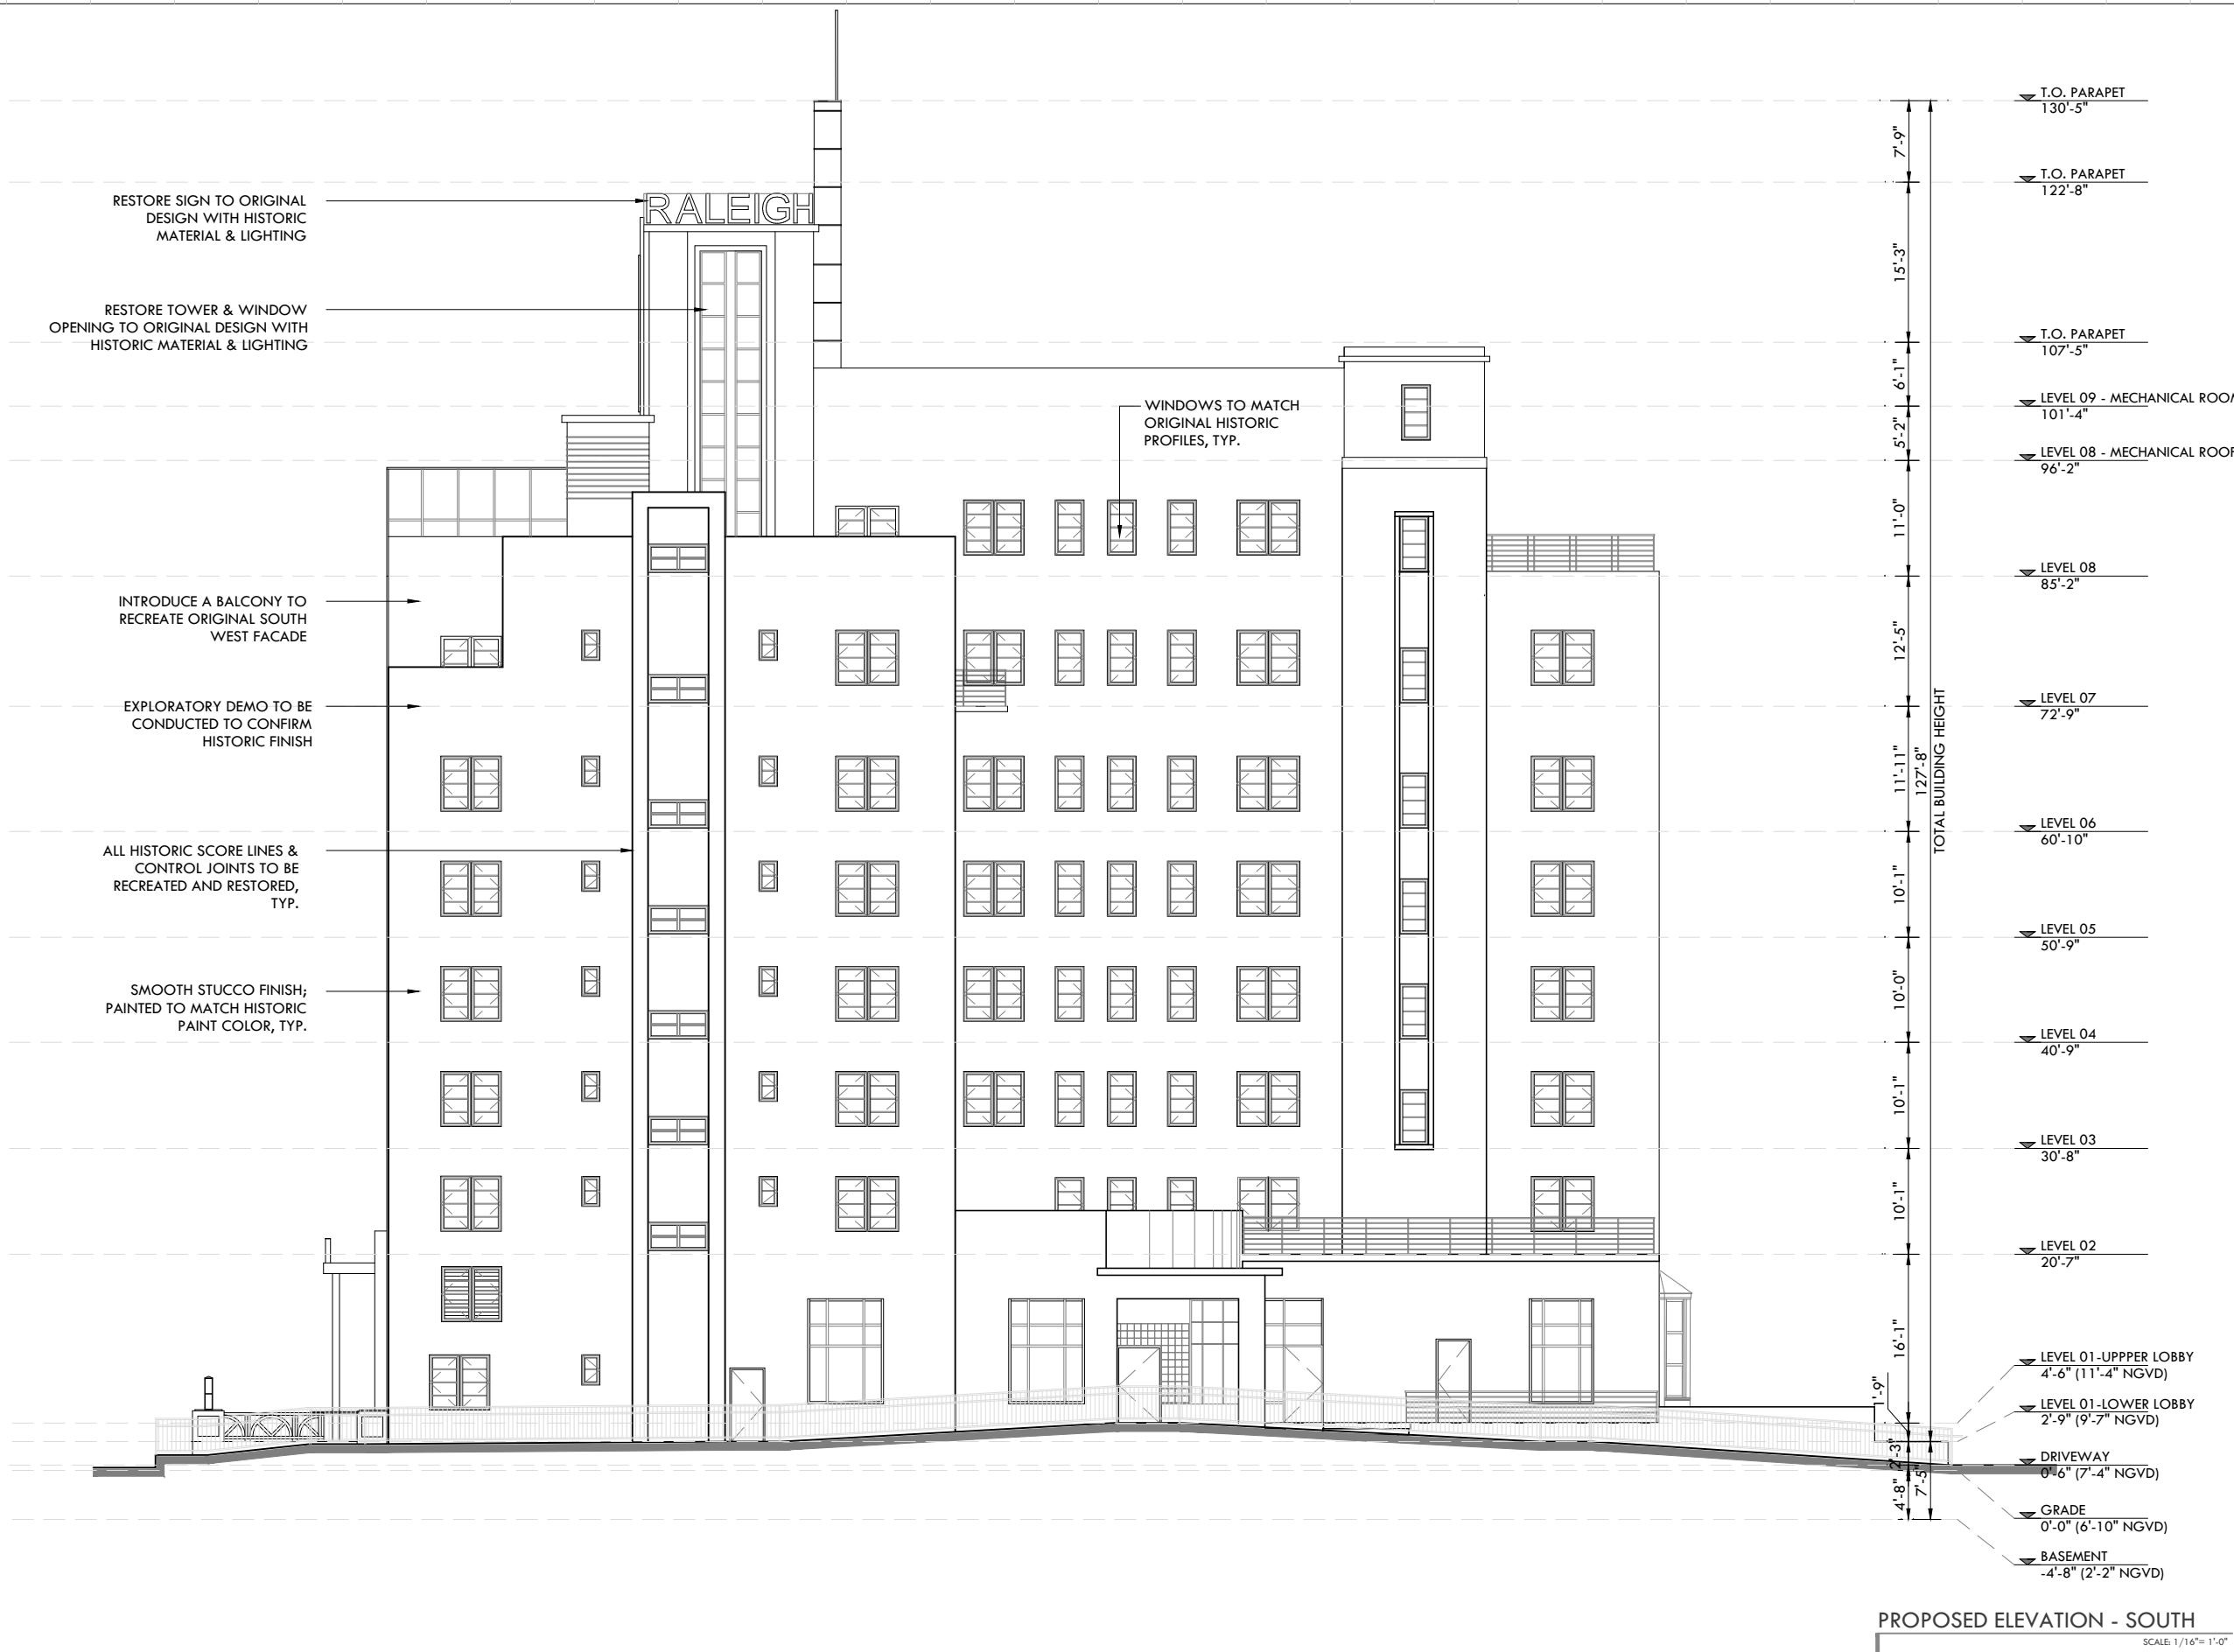 RALEIGH
RESTORE SIGN TO ORIGINAL
DESIGN WITH HISTORIC
MATERIAL & LIGHTING
RESTORE TOWER & WINDOW
OPENING TO ORIGINAL DESIGN WITH
HISTORIC MATERIAL & LIGHTING
WINDOWS TO MATCH
ORIGINAL HISTORIC
PROFILES, TYP.
INTRODUCE A BALCONY TO
RECREATE ORIGINAL SOUTH
WEST FACADE
EXPLORATORY DEMO TO BE
CONDUCTED TO CONFIRM
HISTORIC FINISH
ALL HISTORIC SCORE LINES &
CONTROL JOINTS TO BE
RECREATED AND RESTORED,
TYP.
SMOOTH STUCCO FINISH;
PAINTED TO MATCH HISTORIC
PAINT COLOR, TYP.
7'-9"
15'-3"
6'-1"
5'-2"
11'-0"
12'-5"
11'-11"
10'-1"
10'-0"
10'-1"
10'-1"
16'-1"
1'-9"
2'-3"
4'-8"
7'-5"
127'-8"
TOTAL BUILDING HEIGHT
T.O. PARAPET
130'-5"
T.O. PARAPET
122'-8"
T.O. PARAPET
107'-5"
LEVEL 09 - MECHANICAL ROOM
101'-4"
LEVEL 08 - MECHANICAL ROOF
96'-2"
LEVEL 08
85'-2"
LEVEL 07
72'-9"
LEVEL 06
60'-10"
LEVEL 05
50'-9"
LEVEL 04
40'-9"
LEVEL 03
30'-8"
LEVEL 02
20'-7"
LEVEL 01-UPPPER LOBBY
4'-6" (11'-4" NGVD)
LEVEL 01-LOWER LOBBY
2'-9" (9'-7" NGVD)
DRIVEWAY
0'-6" (7'-4" NGVD)
GRADE
0'-0" (6'-10" NGVD)
BASEMENT
-4'-8" (2'-2" NGVD)
PROPOSED ELEVATION - SOUTH
SCALE: 1/16"= 1'-0"